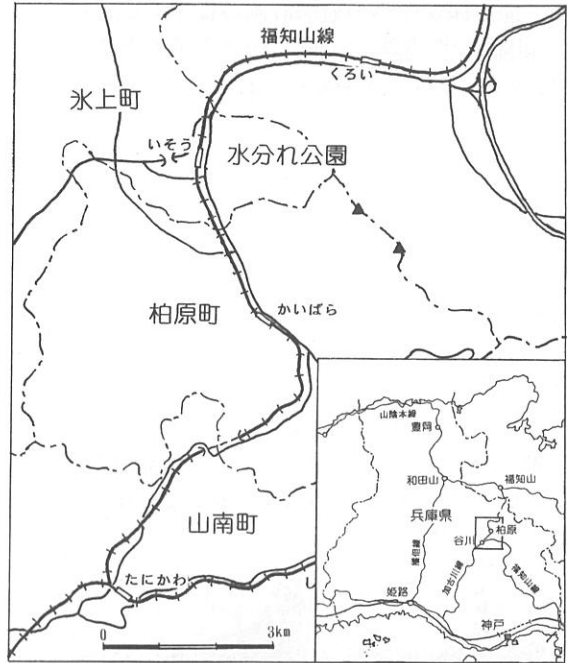 福知山線
くろい
氷上町
いそう
水分れ公園
柏原町
かいばら
山南町
たにかわ
0 3km
山陰本線
豊岡
和田山
福知山
兵庫県
柏原
谷川
播但線
加古川線
福知山線
姫路
神戸